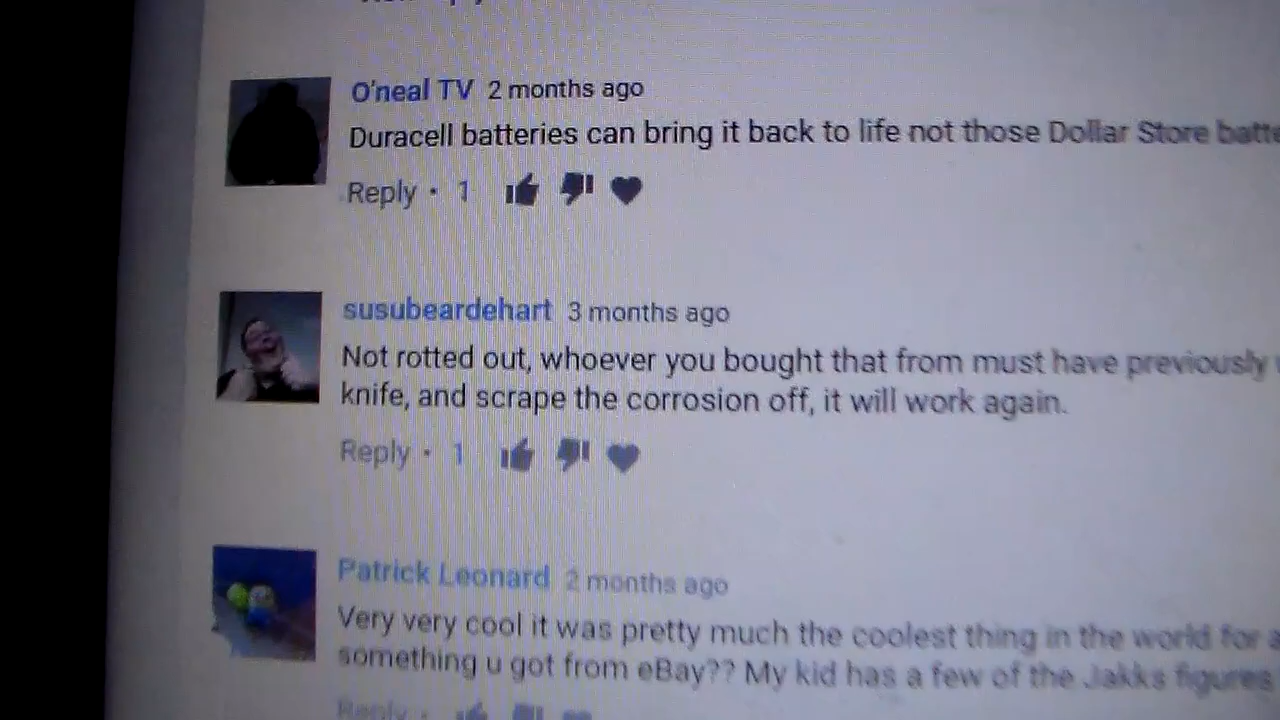 O'neal TV 2 months ago
Duracell batteries can bring it back to life not those Dollar Store
Reply · 1
susubeardehart 3 months ago
Not rotted out, whoever you bought that from must have previously
knife, and scrape the corrosion off, it will work again.
Reply · 1
Patrick Leonard 2 months ago
Very very cool it was pretty much the coolest thing in the world for
something u got from eBay?? My kid has a few of the Jakks figures
Reply ·